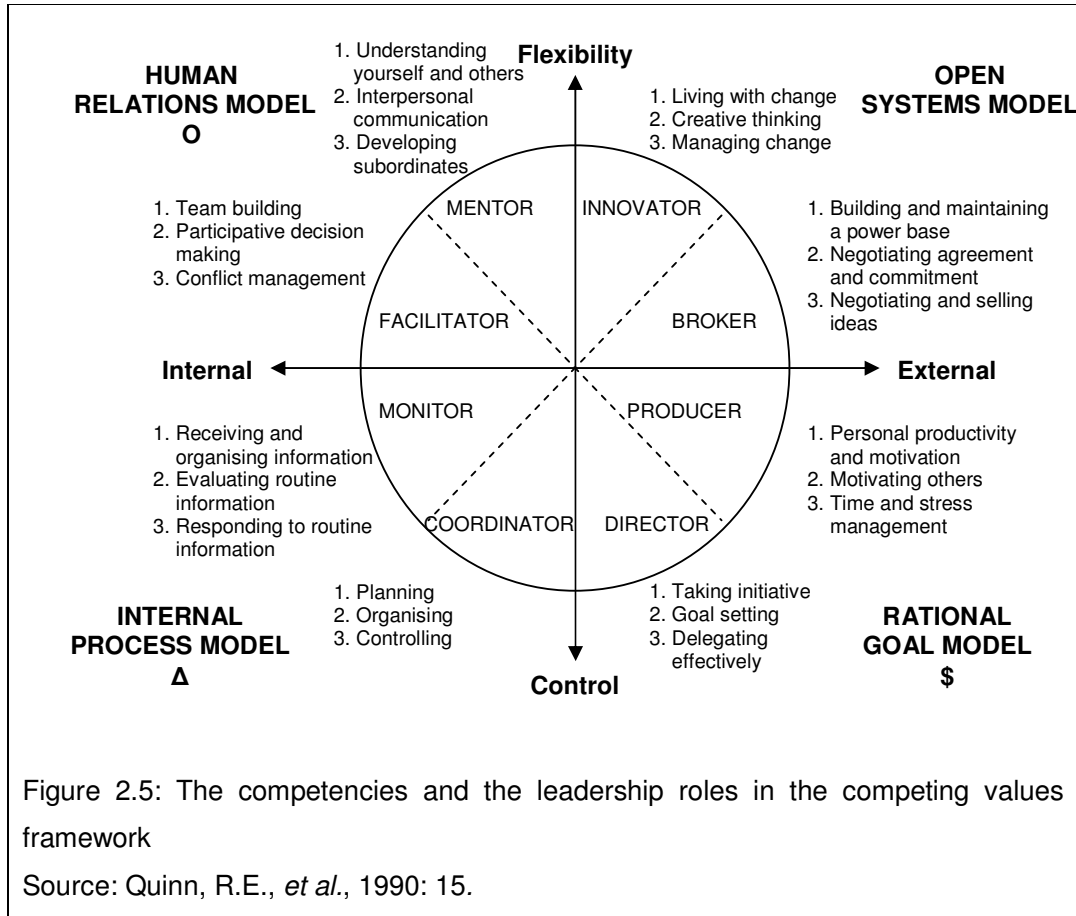 HUMAN
RELATIONS MODEL
O
1. Understanding
yourself and others
2. Interpersonal
communication
3. Developing
subordinates
Flexibility
1. Living with change
2. Creative thinking
3. Managing change
OPEN
SYSTEMS MODEL
1. Team building
2. Participative decision
making
3. Conflict management
MENTOR
INNOVATOR
1. Building and maintaining
a power base
2. Negotiating agreement
and commitment
3. Negotiating and selling
ideas
FACILITATOR
BROKER
Internal
External
MONITOR
PRODUCER
1. Receiving and
organising information
2. Evaluating routine
information
3. Responding to routine
information
1. Personal productivity
and motivation
2. Motivating others
3. Time and stress
management
COORDINATOR
DIRECTOR
INTERNAL
PROCESS MODEL
Δ
1. Planning
2. Organising
3. Controlling
Control
1. Taking initiative
2. Goal setting
3. Delegating
effectively
RATIONAL
GOAL MODEL
$
Figure 2.5: The competencies and the leadership roles in the competing values
framework
Source: Quinn, R.E., et al., 1990: 15.